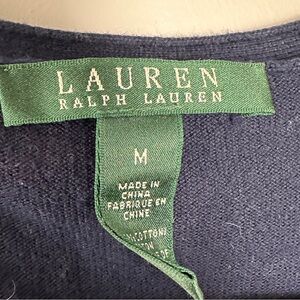 LAUREN
RALPH LAUREN
M
MADE IN
CHINA
FABRIQUÉ EN
CHINE